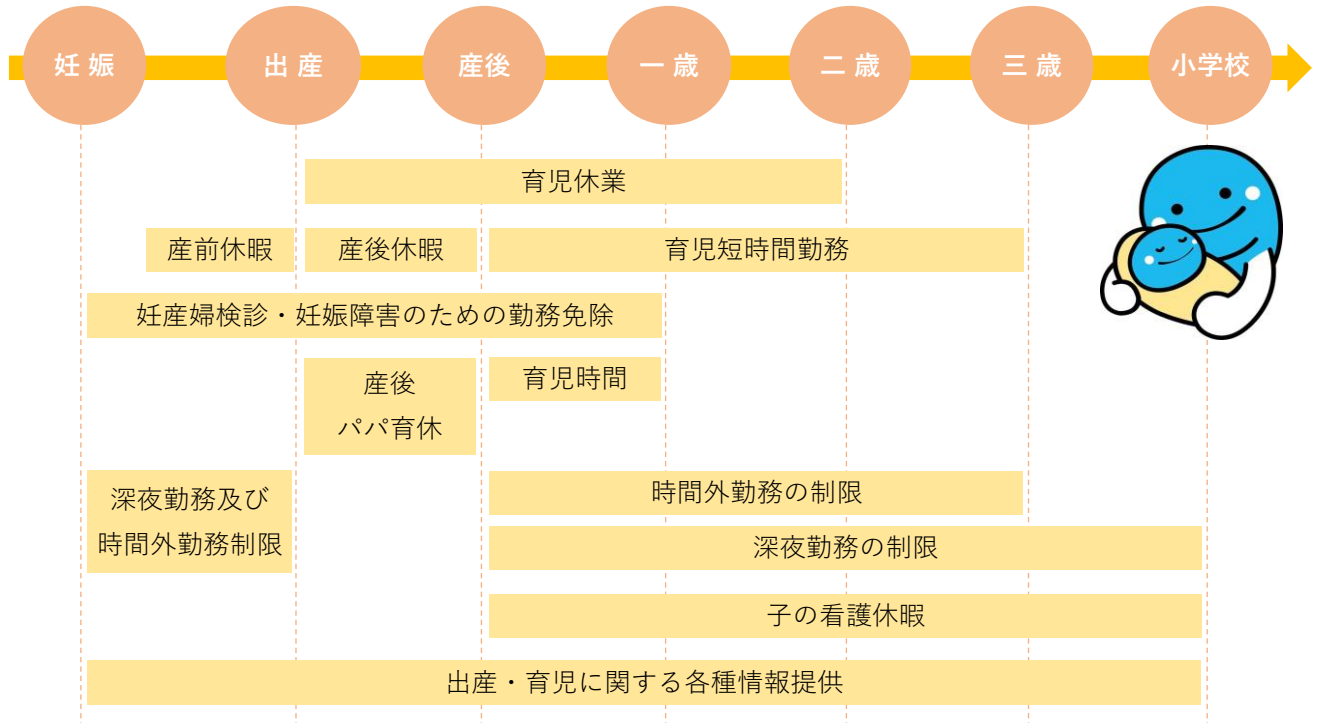 妊娠
出産
産後
一歳
二歳
三歳
小学校
育児休業
産前休暇
産後休暇
育児短時間勤務
妊産婦検診・妊娠障害のための勤務免除
産後
パパ育休
育児時間
深夜勤務及び
時間外勤務制限
時間外勤務の制限
深夜勤務の制限
子の看護休暇
出産・育児に関する各種情報提供